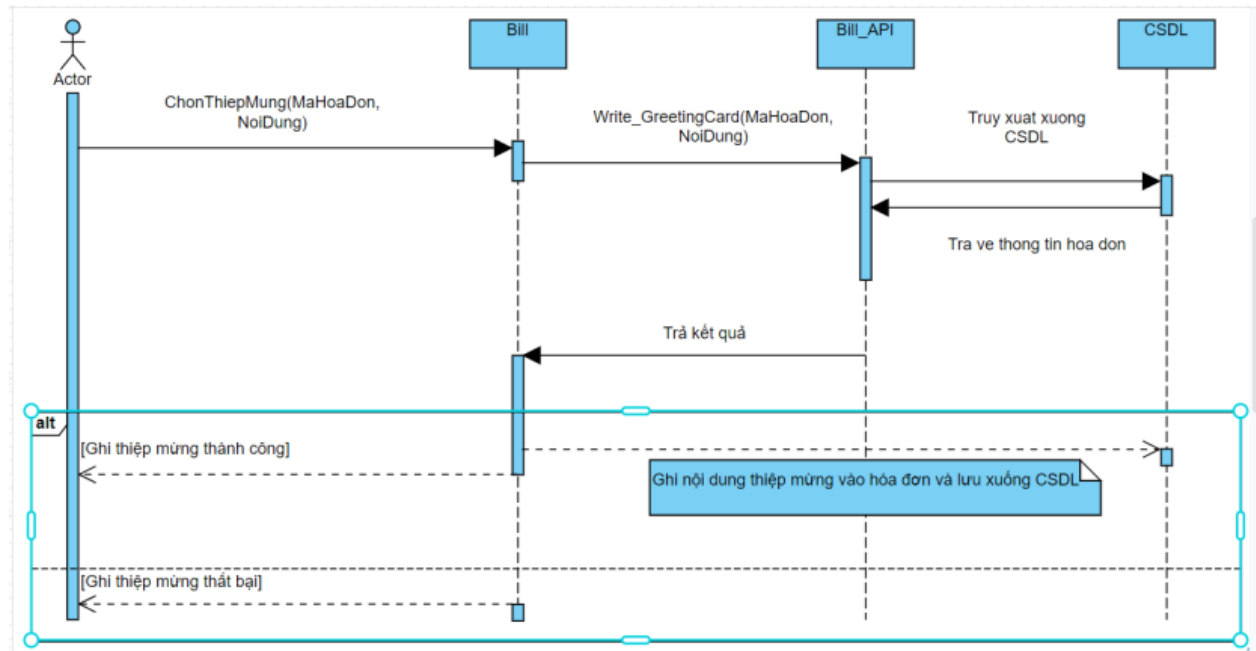 Bill
Bill_API
CSDL
Actor
ChonThiepMung(MaHoaDon,
NoiDung)
Write_GreetingCard(MaHoaDon,
NoiDung)
Truy xuat xuong
CSDL
Tra ve thong tin hoa don
Trả kết quả
alt
[Ghi thiệp mừng thành công]
Ghi nội dung thiệp mừng vào hóa đơn và lưu xuống CSDL
[Ghi thiệp mừng thất bại]